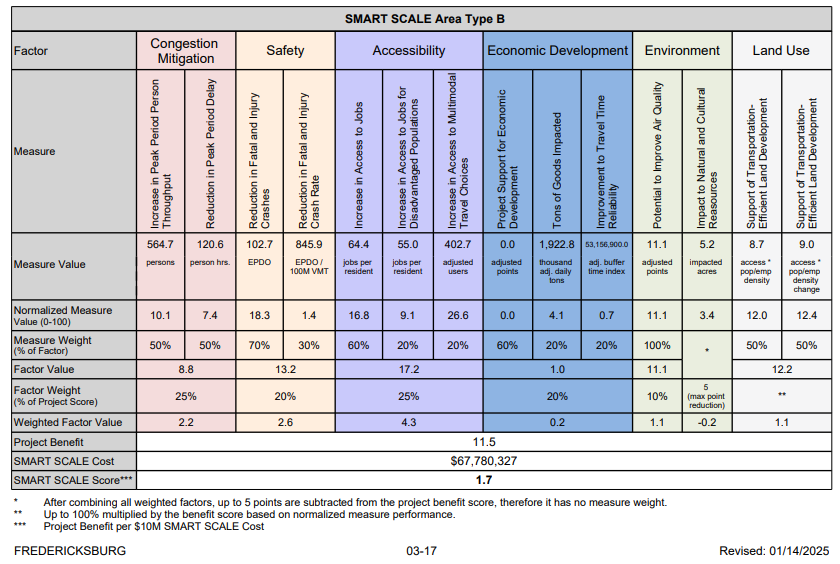 SMART SCALE Area Type B
Factor
Congestion
Mitigation
Safety
Accessibility
Economic Development
Environment
Land Use
Measure
Increase in Peak Period Person
Throughput
Reduction in Peak Period Delay
Reduction in Fatal and Injury
Crashes
Reduction in Fatal and Injury
Crash Rate
Increase in Access to Jobs
Increase in Access to Jobs for
Disadvantaged Populations
Increase in Access to Multimodal
Travel Choices
Project Support for Economic
Development
Tons of Goods Impacted
Improvement to Travel Time
Reliability
Potential to Improve Air Quality
Impact to Natural and Cultural
Reasources
Support of Transportation-
Efficient Land Development
Support of Transportation-
Efficient Land Development
Measure Value
564.7 120.6 102.7 845.9 64.4 55.0 402.7 0.0 1,922.8 53,156,900.0 11.1 5.2 8.7 9.0
persons
person hrs.
EPDO
EPDO /
100M VMT
jobs per
resident
jobs per
resident
adjusted
users
adjusted
points
thousand
adj. daily
tons
adj. buffer
time index
adjusted
points
impacted
acres
access *
pop/emp
density
access *
pop/emp
density
change
Normalized Measure
Value (0-100)
10.1 7.4 18.3 1.4 16.8 9.1 26.6 0.0 4.1 0.7 11.1 3.4 12.0 12.4
Measure Weight
(% of Factor)
50% 50% 70% 30% 60% 20% 20% 60% 20% 20% 100% * 50% 50%
Factor Value 8.8 13.2 17.2 1.0 11.1 12.2
Factor Weight
(% of Project Score)
25% 20% 25% 20% 10%
5
(max point
reduction)
**
Weighted Factor Value 2.2 2.6 4.3 0.2 1.1 -0.2 1.1
Project Benefit 11.5
SMART SCALE Cost $67,780,327
SMART SCALE Score*** 1.7
* After combining all weighted factors, up to 5 points are subtracted from the project benefit score, therefore it has no measure weight.
** Up to 100% multiplied by the benefit score based on normalized measure performance.
*** Project Benefit per $10M SMART SCALE Cost
FREDERICKSBURG 03-17 Revised: 01/14/2025